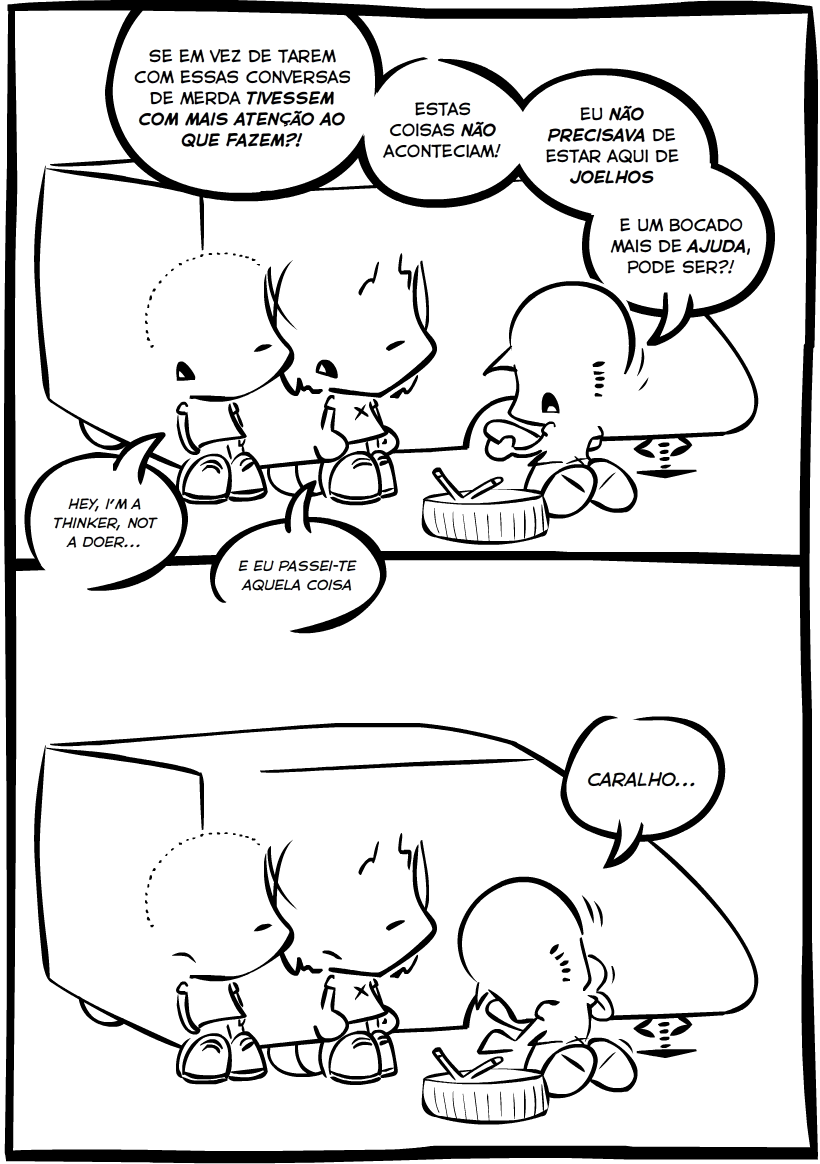 SE EM VEZ DE TAREM
COM ESSAS CONVERSAS
DE MERDA TIVESSEM
COM MAIS ATENÇÃO AO
QUE FAZEM?!
ESTAS
COISAS NÃO
ACONTECIAM!
EU NÃO
PRECISAVA DE
ESTAR AQUI DE
JOELHOS
E UM BOCADO
MAIS DE AJUDA,
PODE SER?!
HEY, I'M A
THINKER, NOT
A DOER...
E EU PASSEI-TE
AQUELA COISA
CARALHO...